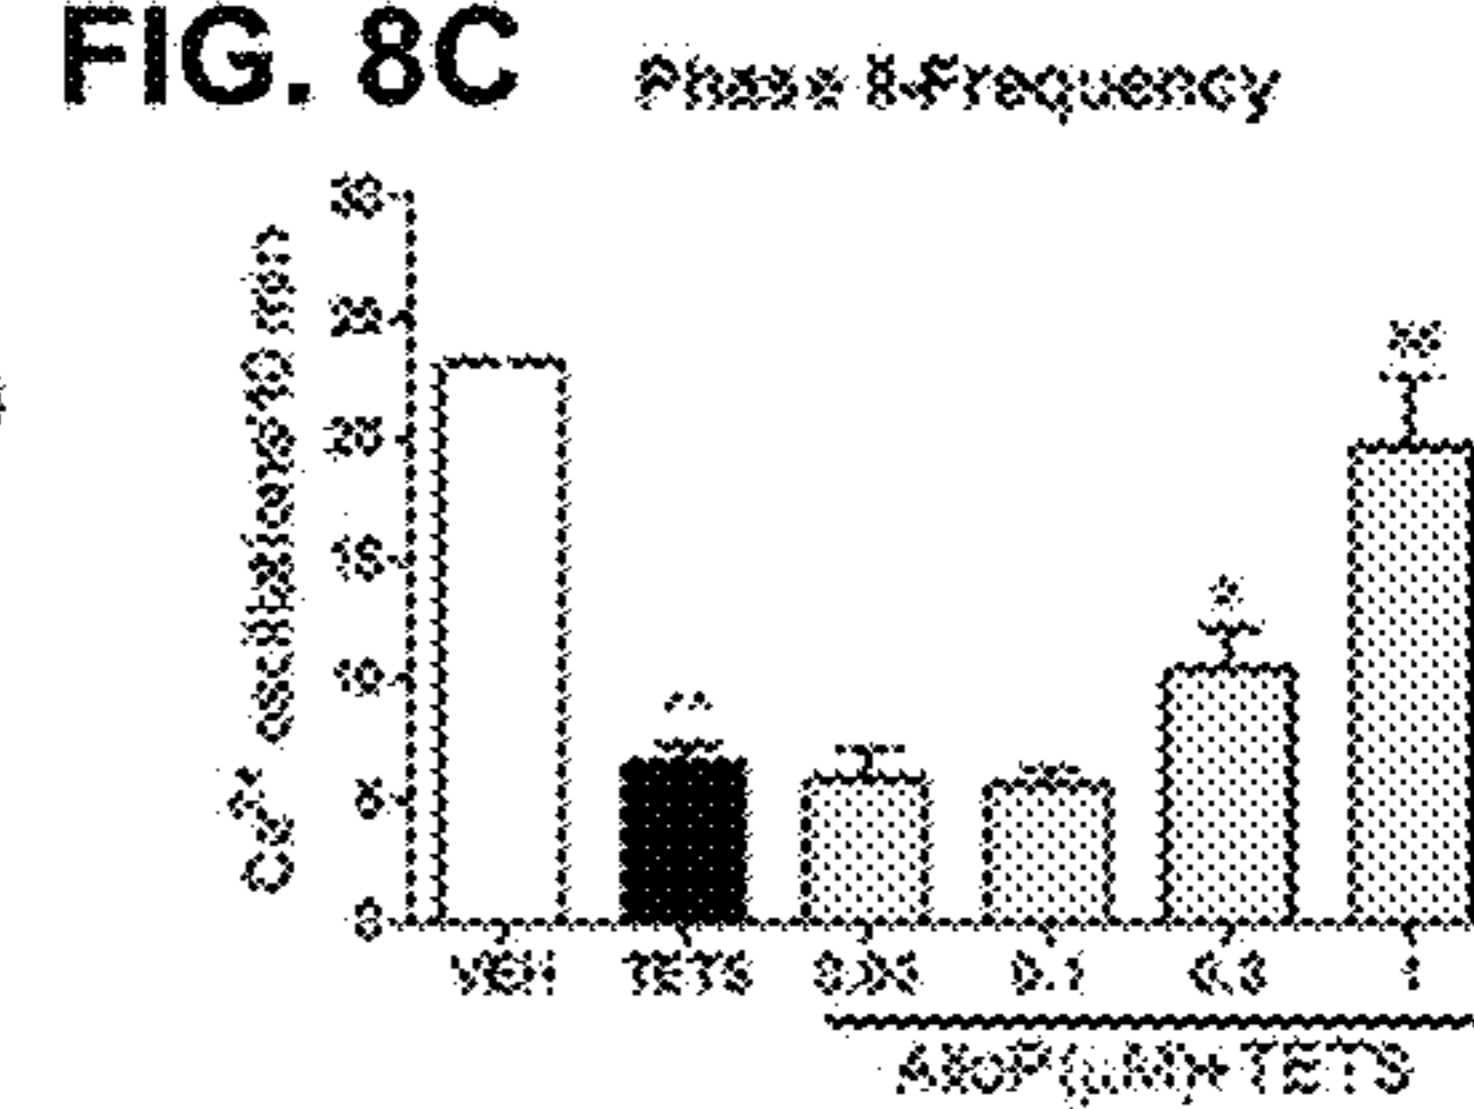 FIG. 8C
Phase II-Frequency
Ca2+ oscillations/10 min
30
25
20
15
10
5
0
VEH TETS 0.1 0.3 1
AlloP(μM)+ TETS
**
*
^^